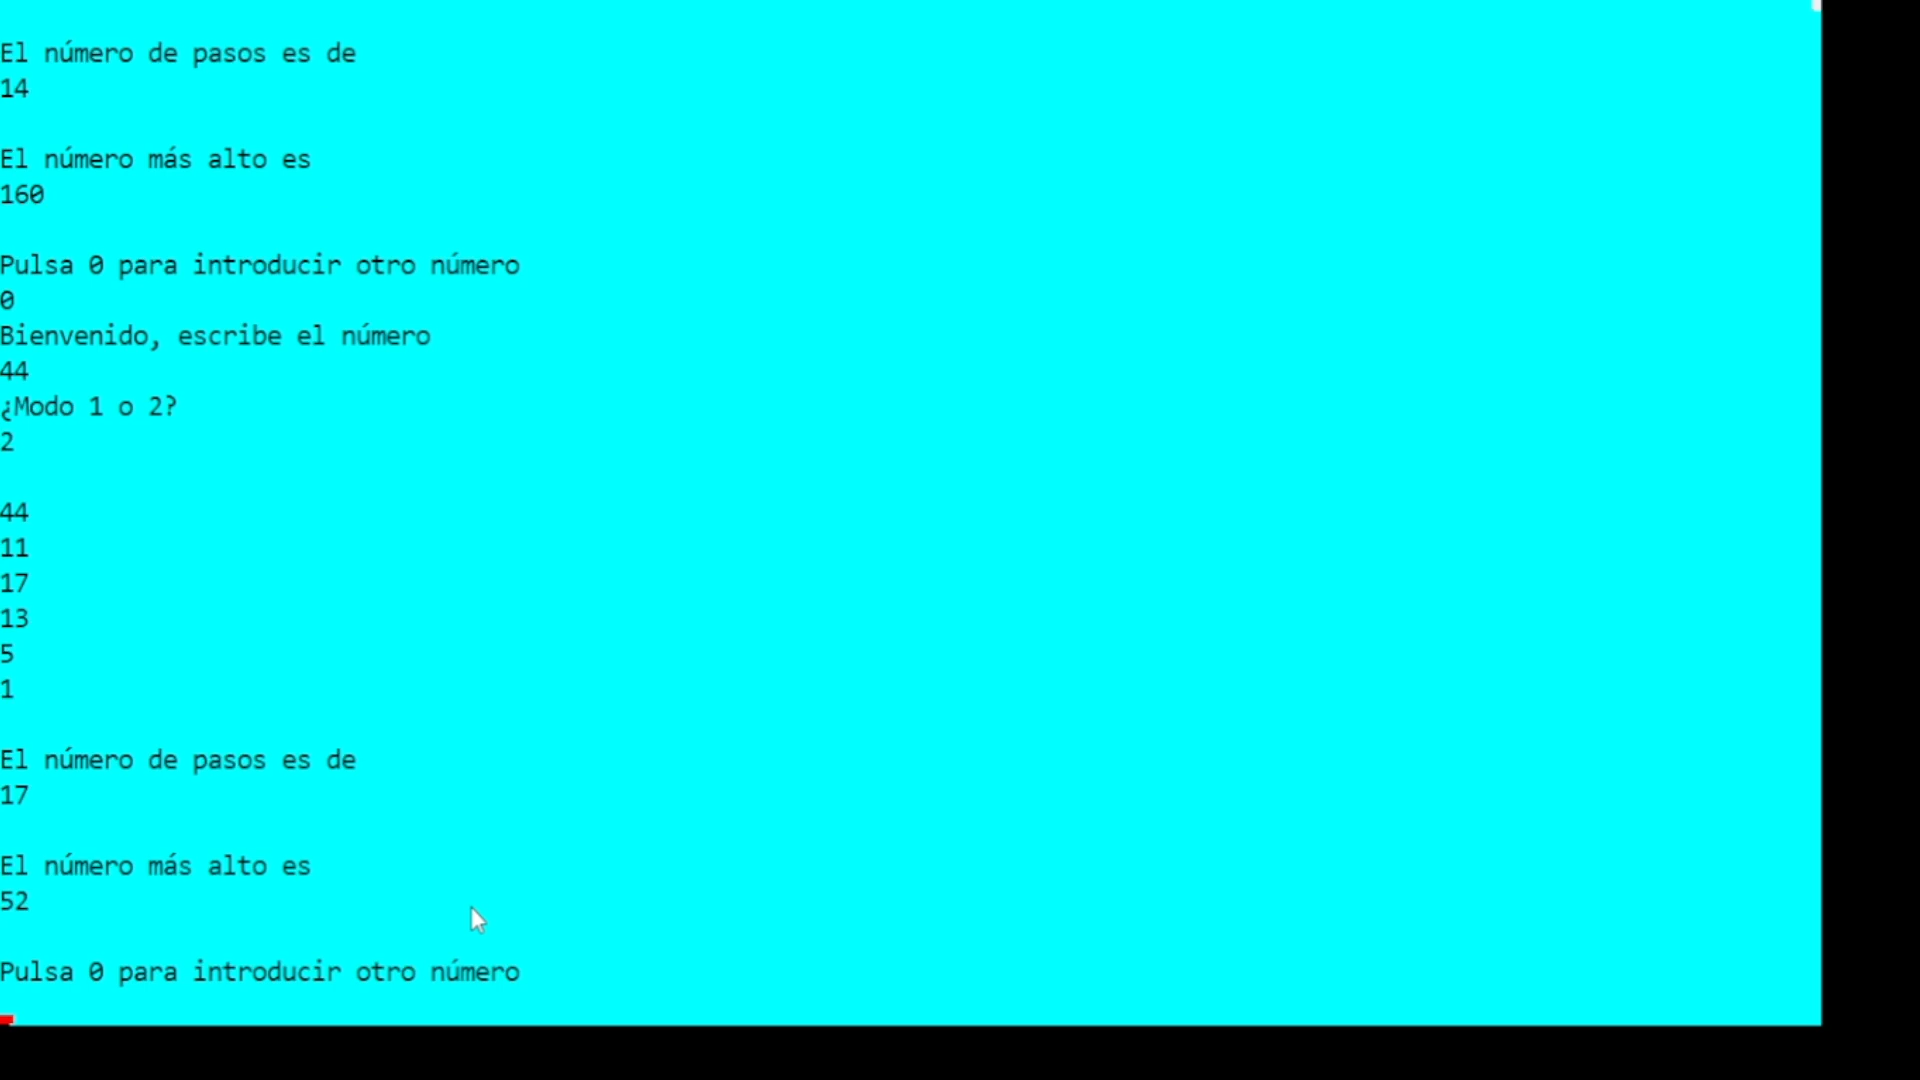 El número de pasos es de
14
El número más alto es
160
Pulsa 0 para introducir otro número
0
Bienvenido, escribe el número
44
¿Modo 1 o 2?
2
44
11
17
13
5
1
El número de pasos es de
17
El número más alto es
52
Pulsa 0 para introducir otro número